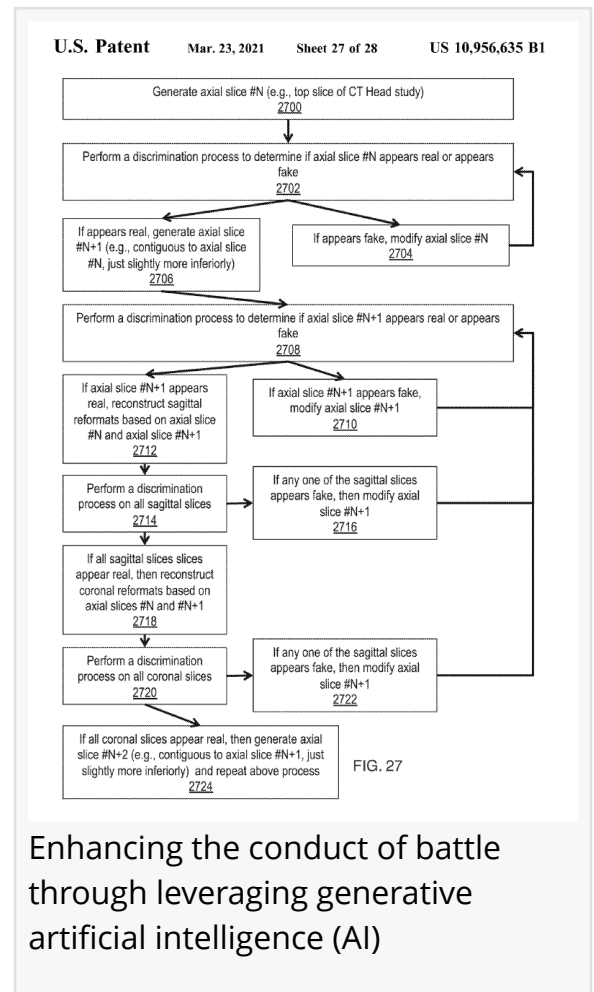 U.S. Patent Mar. 23, 2021 Sheet 27 of 28 US 10,956,635 B1
Generate axial slice #N (e.g., top slice of CT Head study)
2700
Perform a discrimination process to determine if axial slice #N appears real or appears
fake
2702
If appears real, generate axial slice
#N+1 (e.g., contiguous to axial slice
#N, just slightly more inferiorly)
2706
If appears fake, modify axial slice #N
2704
Perform a discrimination process to determine if axial slice #N+1 appears real or appears
fake
2708
If axial slice #N+1 appears
real, reconstruct sagittal
reformats based on axial slice
#N and axial slice #N+1
2712
If axial slice #N+1 appears fake,
modify axial slice #N+1
2710
Perform a discrimination
process on all sagittal slices
2714
If any one of the sagittal slices
appears fake, then modify axial
slice #N+1
2716
If all sagittal slices slices
appear real, then reconstruct
coronal reformats based on
axial slices #N and #N+1
2718
Perform a discrimination
process on all coronal slices
2720
If any one of the sagittal slices
appears fake, then modify axial
slice #N+1
2722
If all coronal slices appear real, then generate axial
slice #N+2 (e.g., contiguous to axial slice #N+1, just
slightly more inferiorly) and repeat above process
2724
FIG. 27
Enhancing the conduct of battle
through leveraging generative
artificial intelligence (AI)